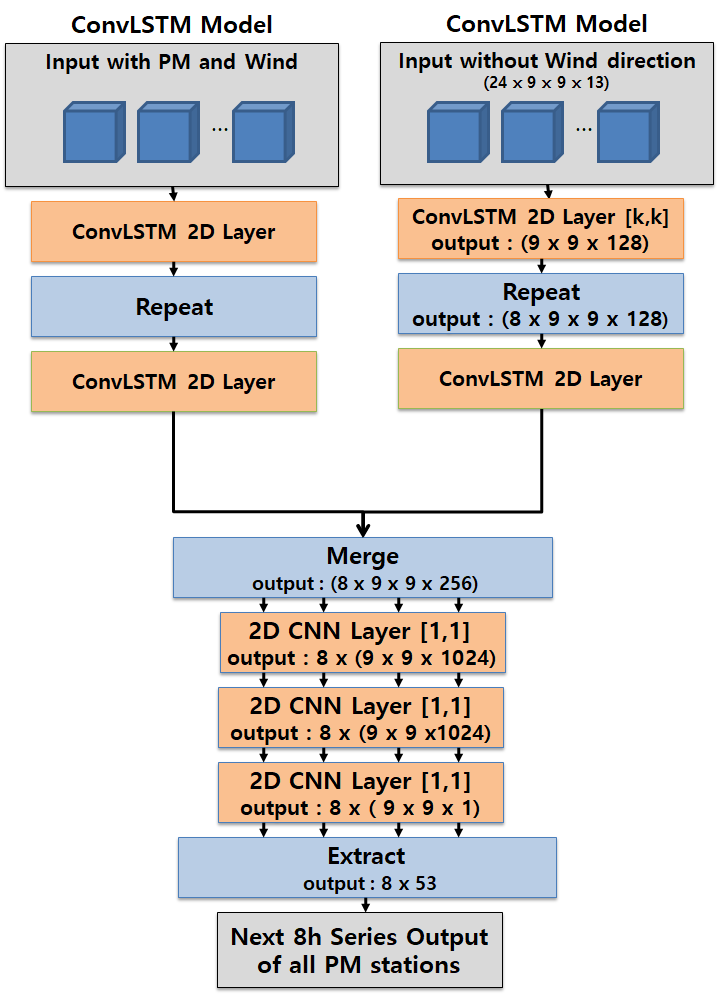 ConvLSTM Model
Input with PM and Wind
...
ConvLSTM 2D Layer
Repeat
ConvLSTM 2D Layer
ConvLSTM Model
Input without Wind direction
(24 x 9 x 9 x 13)
...
ConvLSTM 2D Layer [k,k]
output : (9 x 9 x 128)
Repeat
output : (8 x 9 x 9 x 128)
ConvLSTM 2D Layer
Merge
output : (8 x 9 x 9 x 256)
2D CNN Layer [1,1]
output : 8 x (9 x 9 x 1024)
2D CNN Layer [1,1]
output : 8 x (9 x 9 x1024)
2D CNN Layer [1,1]
output : 8 x ( 9 x 9 x 1)
Extract
output : 8 x 53
Next 8h Series Output
of all PM stations